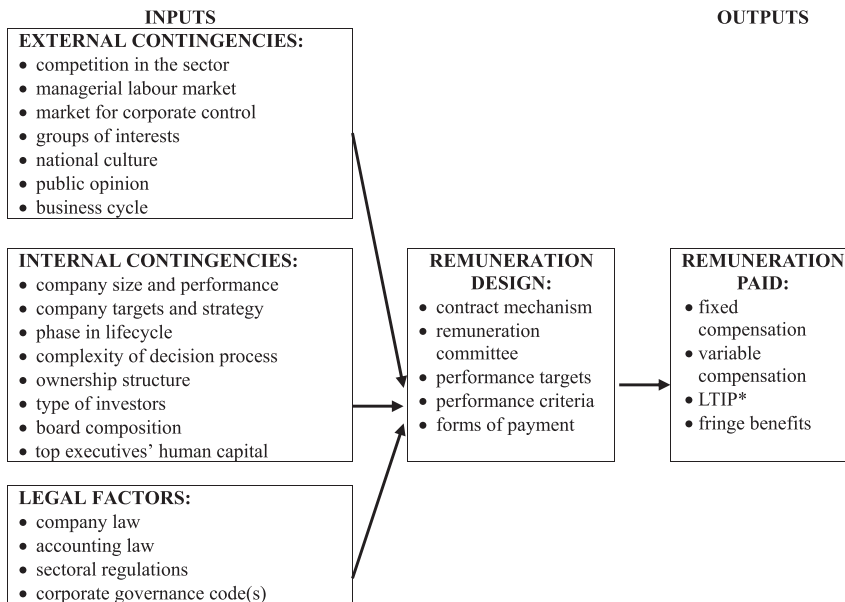 INPUTS
OUTPUTS
EXTERNAL CONTINGENCIES:
• competition in the sector
• managerial labour market
• market for corporate control
• groups of interests
• national culture
• public opinion
• business cycle
INTERNAL CONTINGENCIES:
• company size and performance
• company targets and strategy
• phase in lifecycle
• complexity of decision process
• ownership structure
• type of investors
• board composition
• top executives’ human capital
LEGAL FACTORS:
• company law
• accounting law
• sectoral regulations
• corporate governance code(s)
REMUNERATION
DESIGN:
• contract mechanism
• remuneration
committee
• performance targets
• performance criteria
• forms of payment
REMUNERATION
PAID:
• fixed
compensation
• variable
compensation
• LTIP*
• fringe benefits